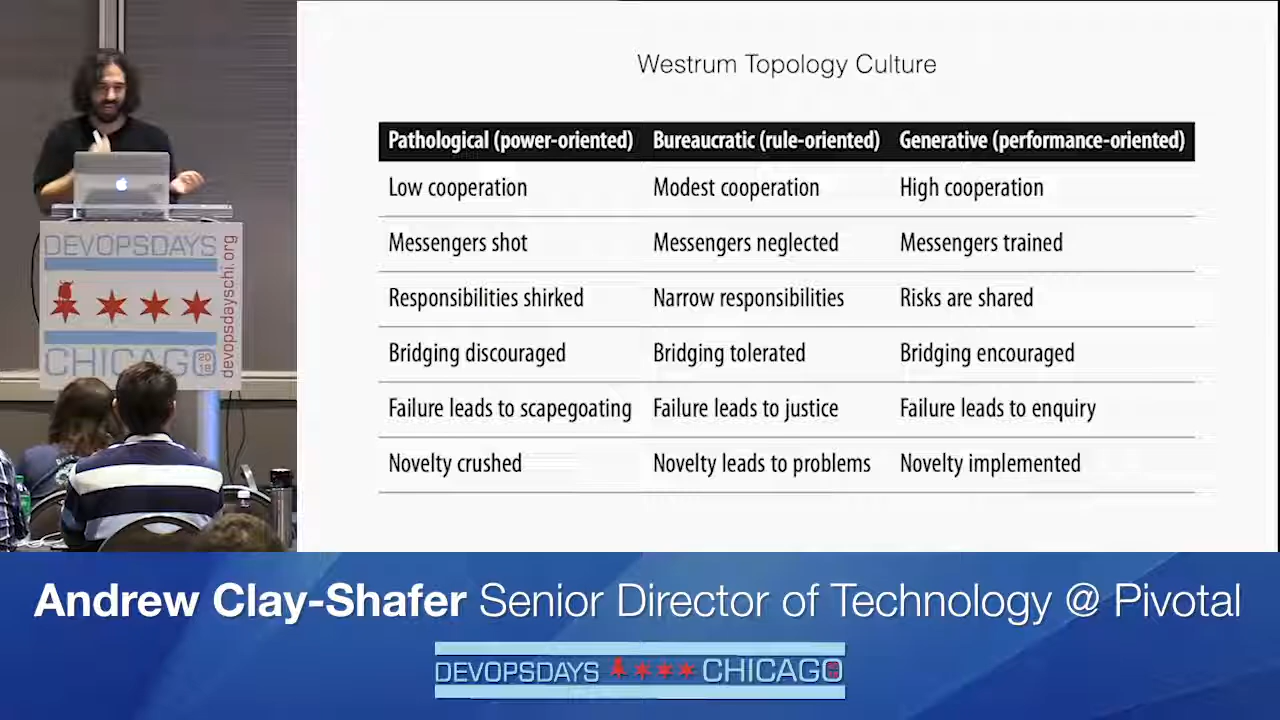 Westrum Topology Culture
Pathological (power-oriented) Bureaucratic (rule-oriented) Generative (performance-oriented)
Low cooperation Modest cooperation High cooperation
Messengers shot Messengers neglected Messengers trained
Responsibilities shirked Narrow responsibilities Risks are shared
Bridging discouraged Bridging tolerated Bridging encouraged
Failure leads to scapegoating Failure leads to justice Failure leads to enquiry
Novelty crushed Novelty leads to problems Novelty implemented
DEVOPSDAYS
devopsdayschi.org
CHICAGO
2018
Andrew Clay-Shafer Senior Director of Technology @ Pivotal
DEVOPSDAYS CHICAGO